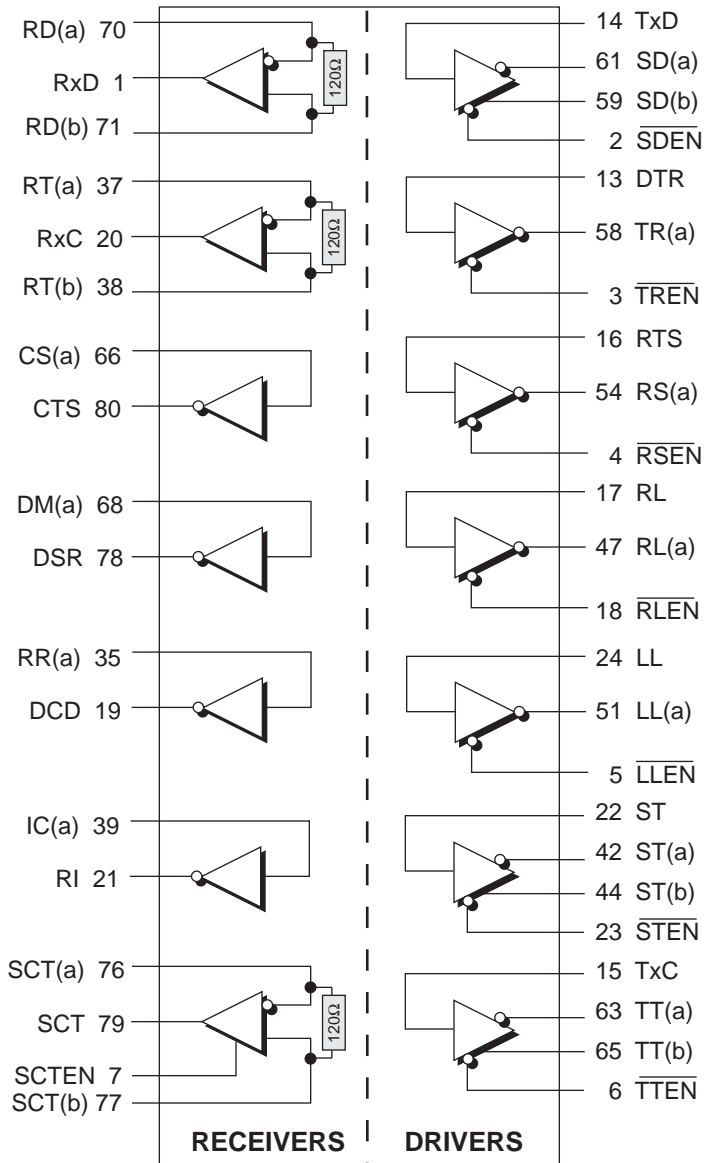 RD(a) 70
RxD 1
RD(b) 71
120Ω
RT(a) 37
RxC 20
RT(b) 38
120Ω
CS(a) 66
CTS 80
DM(a) 68
DSR 78
RR(a) 35
DCD 19
IC(a) 39
RI 21
SCT(a) 76
SCT 79
SCTEN 7
SCT(b) 77
120Ω
RECEIVERS
14 TxD
61 SD(a)
59 SD(b)
2 SDEN
13 DTR
58 TR(a)
3 TREN
16 RTS
54 RS(a)
4 RSEN
17 RL
47 RL(a)
18 RLEN
24 LL
51 LL(a)
5 LLEN
22 ST
42 ST(a)
44 ST(b)
23 STEN
15 TxC
63 TT(a)
65 TT(b)
6 TTEN
DRIVERS